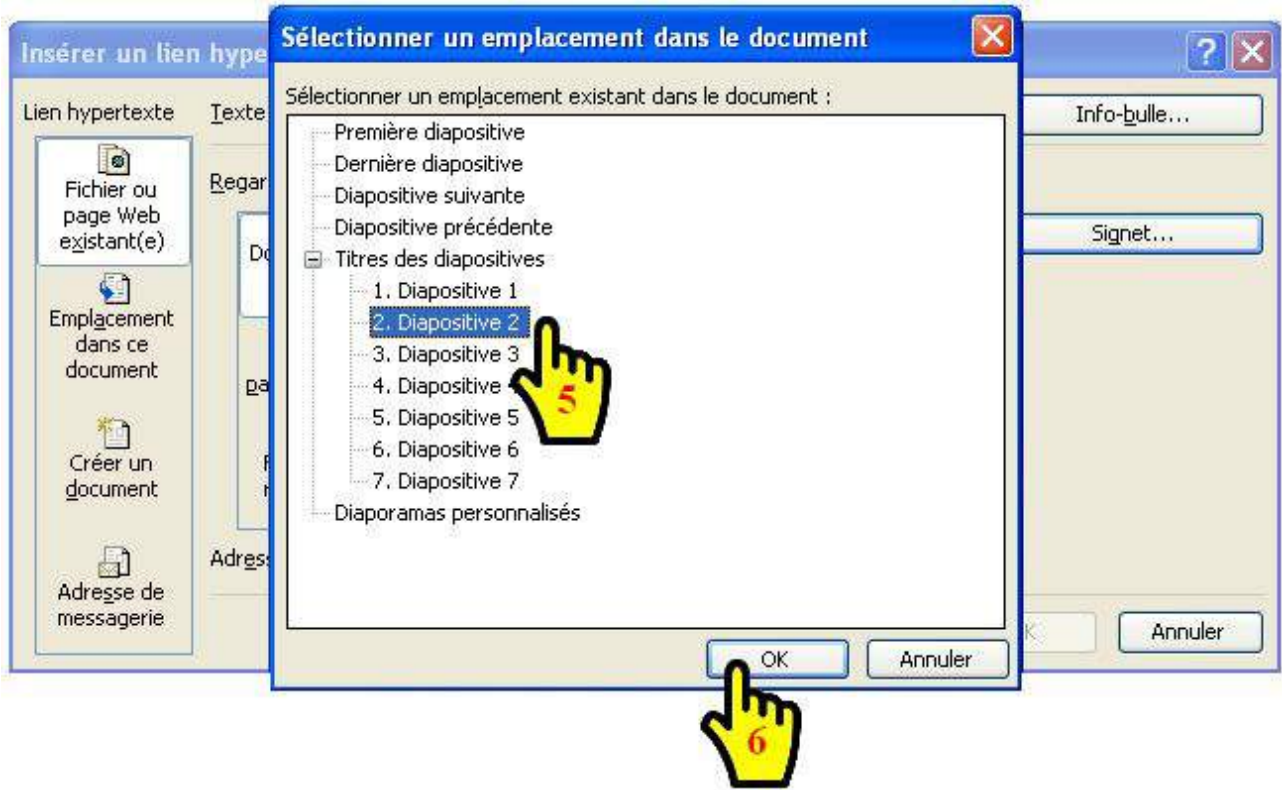 Insérer un lien hype
Sélectionner un emplacement dans le document
Lien hypertexte
Texte
Sélectionner un emplacement existant dans le document :
Info-bulle...
Première diapositive
Dernière diapositive
Diapositive suivante
Diapositive précédente
Titres des diapositives
1. Diapositive 1
2. Diapositive 2
3. Diapositive 3
4. Diapositive
5. Diapositive 5
6. Diapositive 6
7. Diapositive 7
Diaporamas personnalisés
Fichier ou
page Web
existant(e)
Regar
Signet...
Do
Emplacement
dans ce
document
pa
Créer un
document
Adress
Adresse de
messagerie
OK
Annuler
K
Annuler
5
6